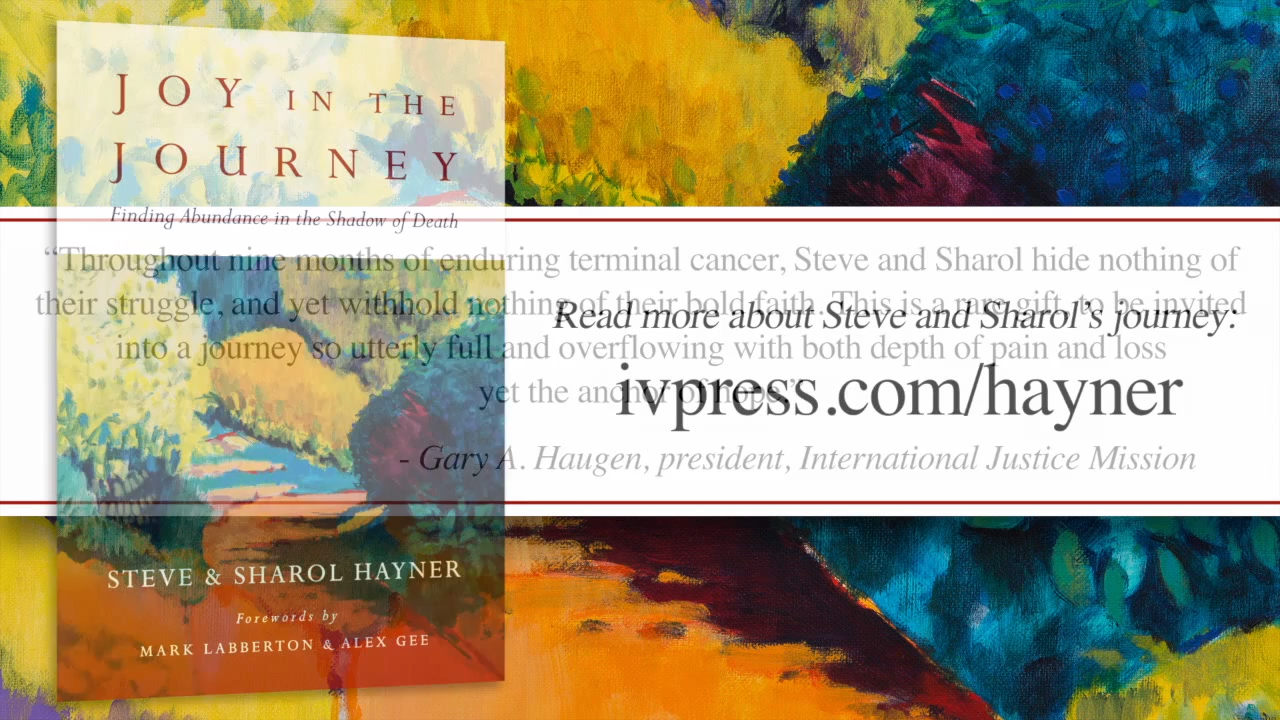 JOY IN THE
JOURNEY
Finding Abundance in the Shadow of Death
“Throughout nine months of enduring terminal cancer, Steve and Sharol hide nothing of
their struggle, and yet withhold nothing of their bold faith. This is a rare gift, to be invited
into a journey so utterly full and overflowing with both depth of pain and loss
yet the anchor of hope.”
- Gary A. Haugen, president, International Justice Mission
Read more about Steve and Sharol’s journey:
ivpress.com/hayner
STEVE & SHAROL HAYNER
Forewords by
MARK LABBERTON & ALEX GEE